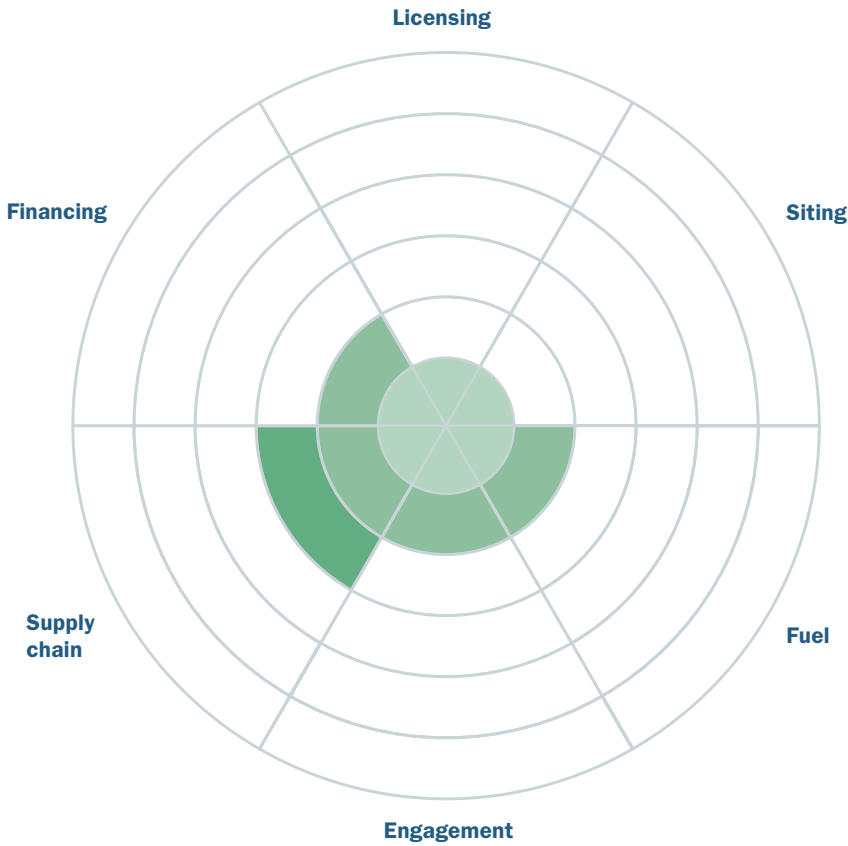 Licensing
Financing
Siting
Supply
chain
Fuel
Engagement